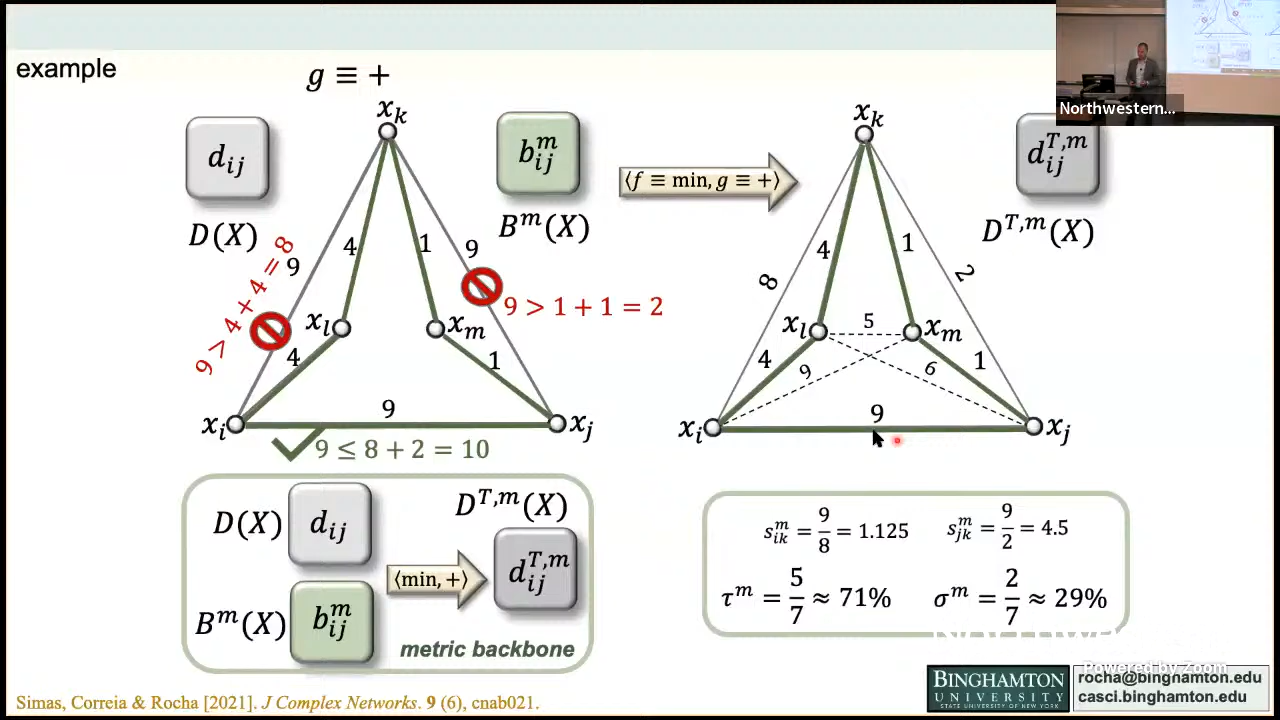 example
g ≡ +
x_k
d_ij
D(X)
b^m_ij
B^m(X)
⟨f ≡ min, g ≡ +⟩
x_k
d^{T,m}_ij
D^{T,m}(X)
Northwestern...
9 > 4 + 4 = 8
9
4
1
9
9 > 1 + 1 = 2
x_l
x_m
4
1
x_i
9
x_j
9 ≤ 8 + 2 = 10
8
4
1
2
x_l
5
x_m
4
9
6
1
x_i
9
x_j
D(X)
d_ij
B^m(X)
b^m_ij
⟨min, +⟩
D^{T,m}(X)
d^{T,m}_ij
metric backbone
s^m_ik = 9/8 = 1.125
s^m_jk = 9/2 = 4.5
τ^m = 5/7 ≈ 71%
σ^m = 2/7 ≈ 29%
Powered by Zoom
BINGHAMTON
UNIVERSITY
STATE UNIVERSITY OF NEW YORK
rocha@binghamton.edu
casci.binghamton.edu
Simas, Correia & Rocha [2021]. J Complex Networks. 9 (6), cnab021.